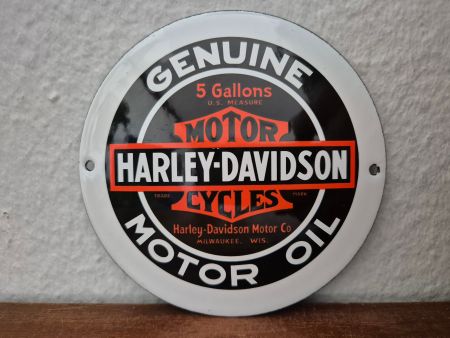 GENUINE
5 Gallons
U.S. MEASURE
MOTOR
HARLEY-DAVIDSON
TRADE MARK
CYCLES
Harley-Davidson Motor Co
MILWAUKEE, WIS.
MOTOR OIL